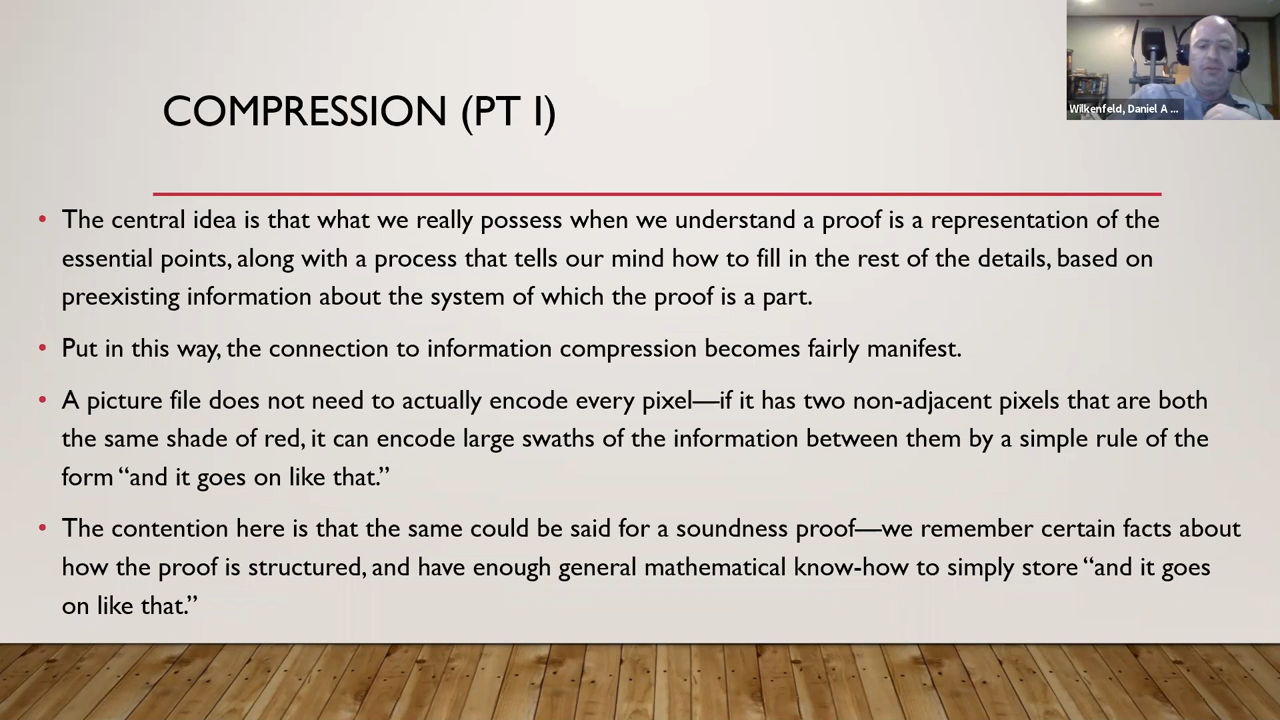 COMPRESSION (PT I)
Wilkenfeld, Daniel A ...
• The central idea is that what we really possess when we understand a proof is a representation of the
essential points, along with a process that tells our mind how to fill in the rest of the details, based on
preexisting information about the system of which the proof is a part.
• Put in this way, the connection to information compression becomes fairly manifest.
• A picture file does not need to actually encode every pixel—if it has two non-adjacent pixels that are both
the same shade of red, it can encode large swaths of the information between them by a simple rule of the
form “and it goes on like that.”
• The contention here is that the same could be said for a soundness proof—we remember certain facts about
how the proof is structured, and have enough general mathematical know-how to simply store “and it goes
on like that.”